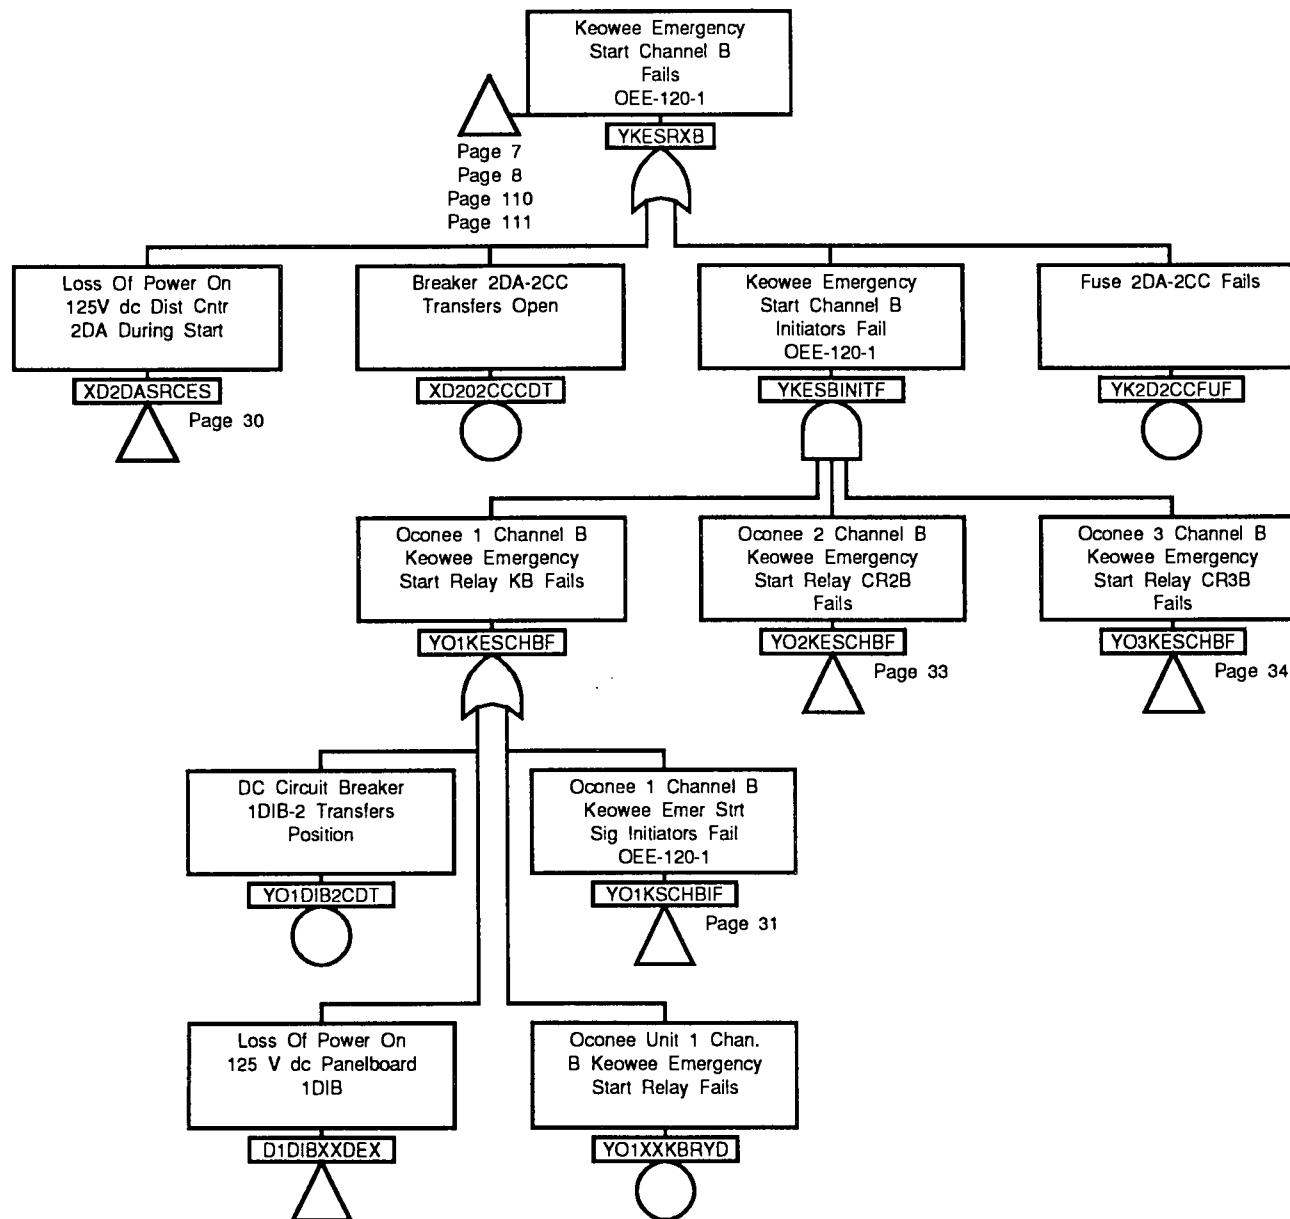 Keowee Emergency
Start Channel B
Fails
OEE-120-1
YKESRXB
Page 7
Page 8
Page 110
Page 111
Loss Of Power On
125V dc Dist Cntr
2DA During Start
XD2DASRCES
Page 30
Breaker 2DA-2CC
Transfers Open
XD202CCCDT
Keowee Emergency
Start Channel B
Initiators Fail
OEE-120-1
YKESBINITF
Fuse 2DA-2CC Fails
YK2D2CCFUF
Oconee 1 Channel B
Keowee Emergency
Start Relay KB Fails
YO1KESCHBF
Oconee 2 Channel B
Keowee Emergency
Start Relay CR2B
Fails
YO2KESCHBF
Page 33
Oconee 3 Channel B
Keowee Emergency
Start Relay CR3B
Fails
YO3KESCHBF
Page 34
DC Circuit Breaker
1DIB-2 Transfers
Position
YO1DIB2CDT
Oconee 1 Channel B
Keowee Emer Strt
Sig Initiators Fail
OEE-120-1
YO1KSCHBIF
Page 31
Loss Of Power On
125 V dc Panelboard
1DIB
D1DIBXXDEX
Oconee Unit 1 Chan.
B Keowee Emergency
Start Relay Fails
YO1XXKBRYD